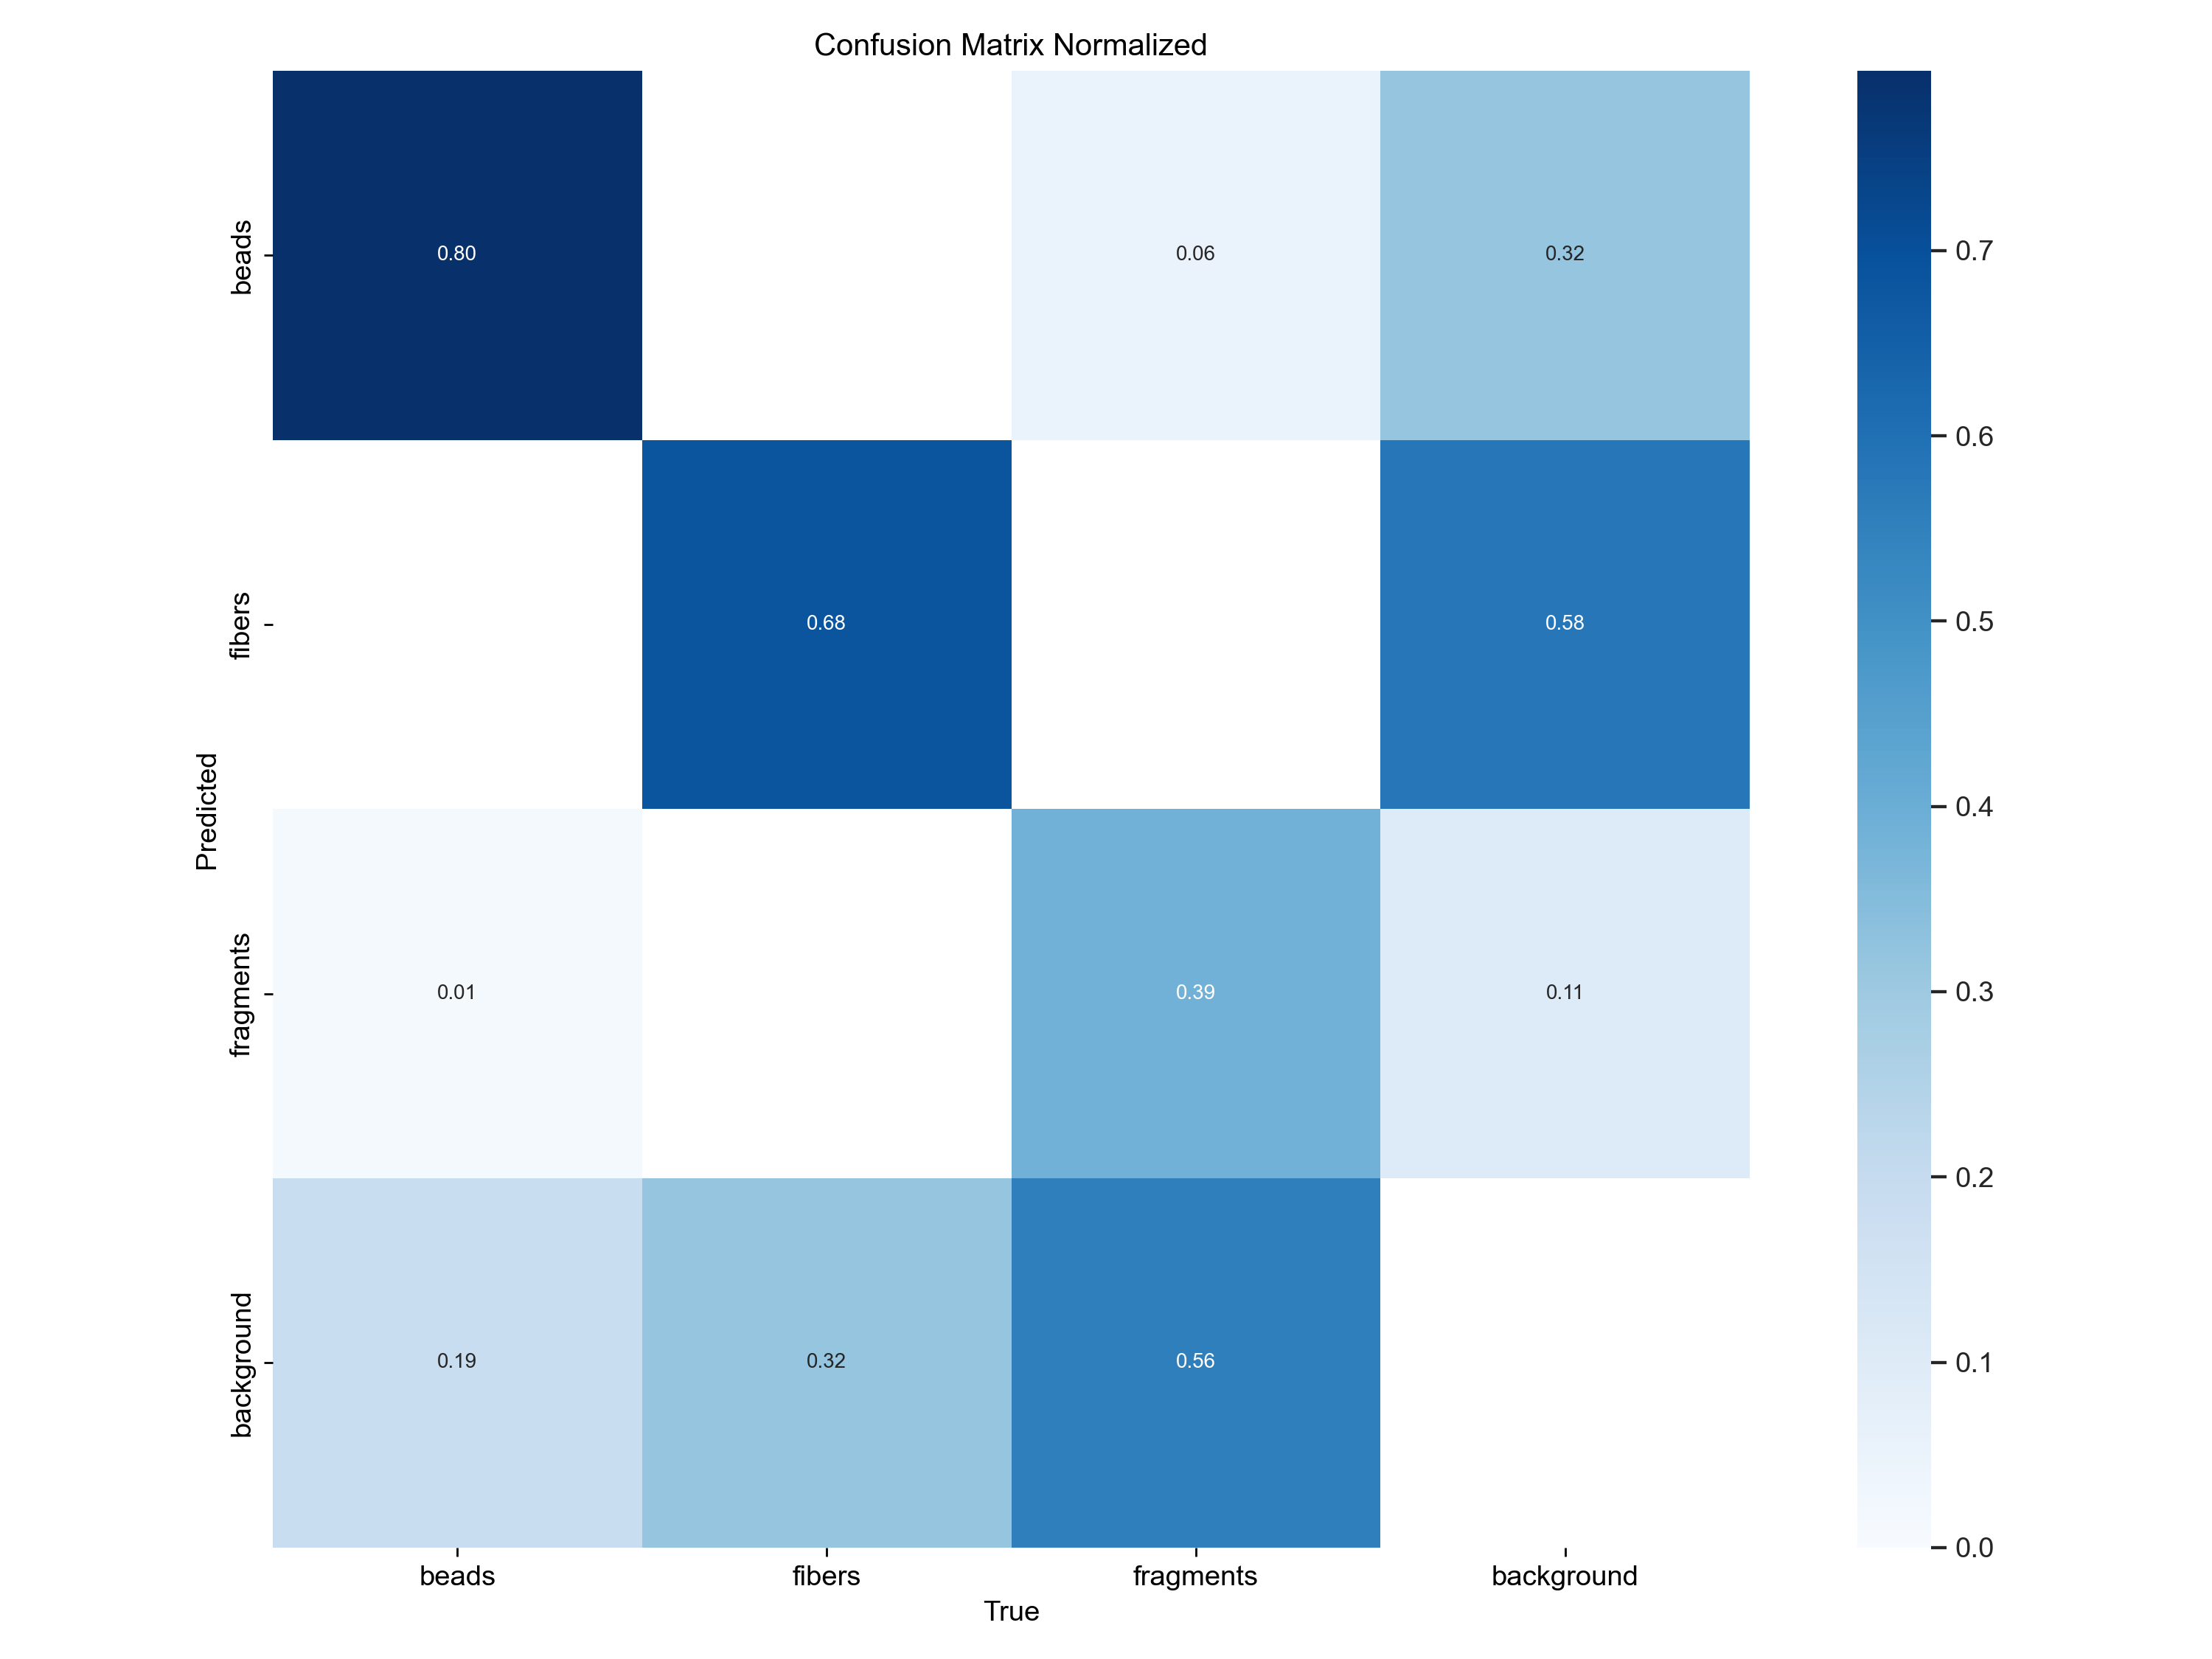 Confusion Matrix Normalized
Predicted
beads
0.80
0.06
0.32
fibers
0.68
0.58
fragments
0.01
0.39
0.11
background
0.19
0.32
0.56
beads
fibers
fragments
background
True
0.7
0.6
0.5
0.4
0.3
0.2
0.1
0.0